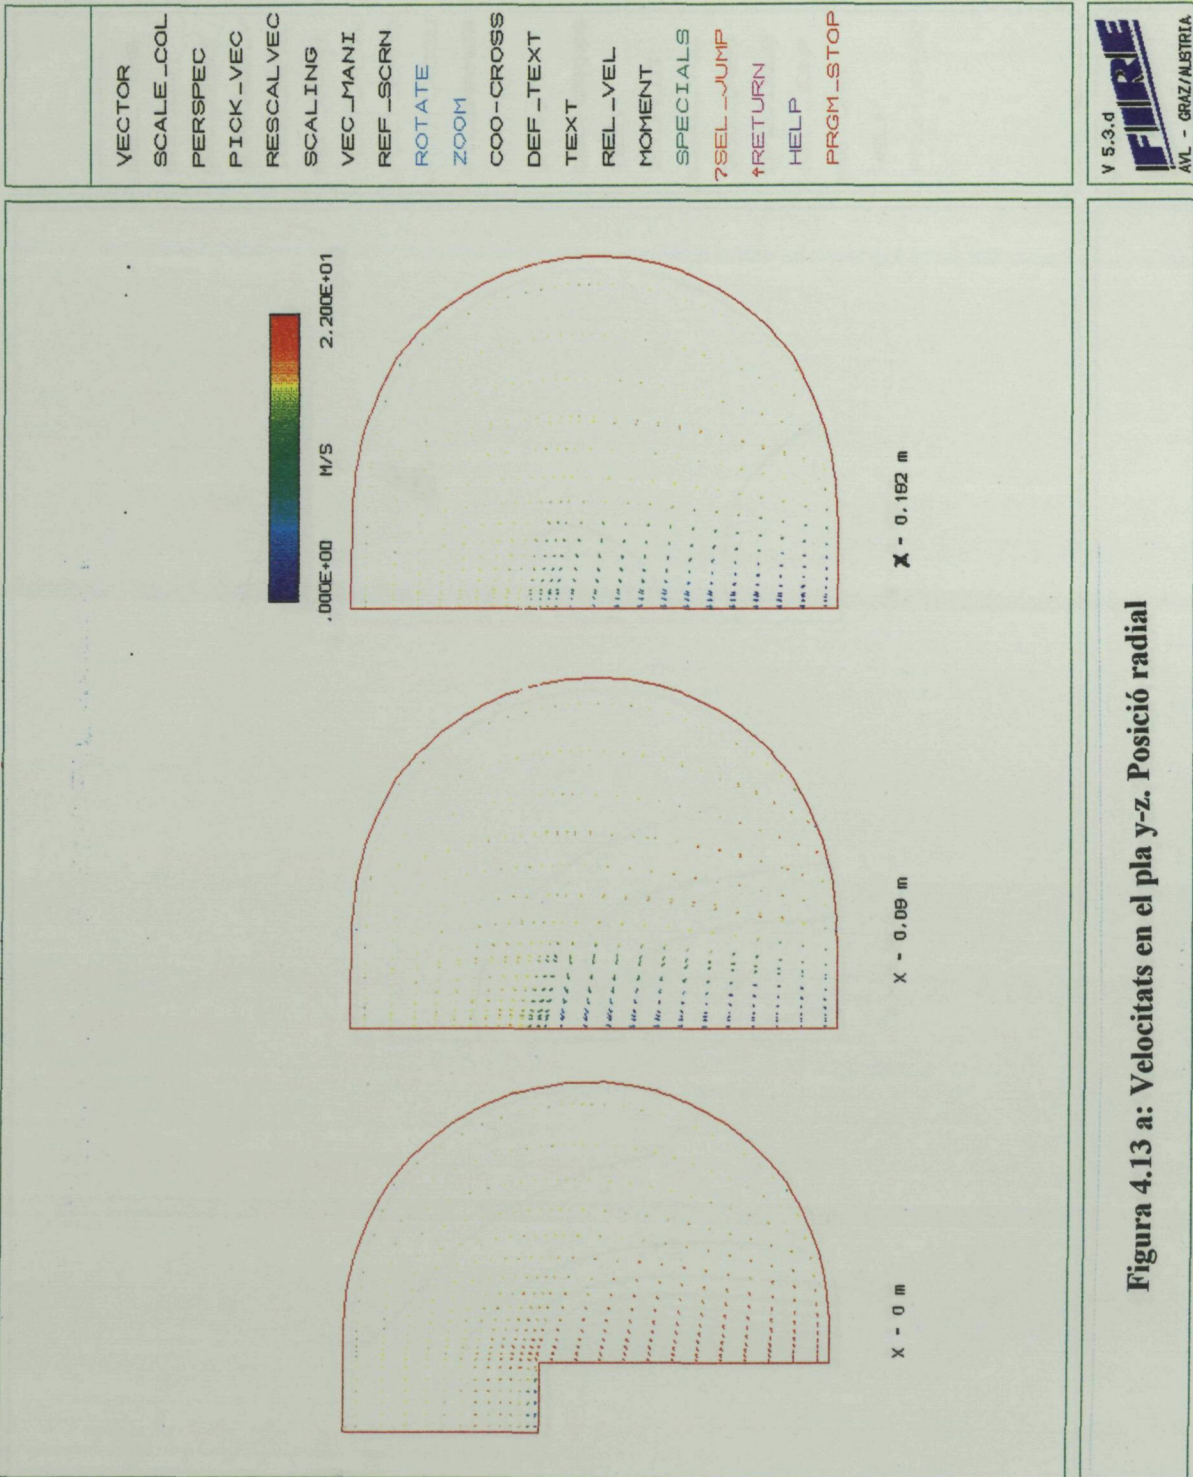 VECTOR
SCALE_COL
PERSPEC
PICK_VEC
RESCALVEC
SCALING
VEC_MANI
REF_SCRN
ROTATE
ZOOM
COO-CROSS
DEF_TEXT
TEXT
REL_VEL
MOMENT
SPECIALS
?SEL_JUMP
↑RETURN
HELP
PRGM_STOP
.000E+00 M/S 2.200E+01
X - 0 m
X - 0.09 m
X - 0.192 m
V 5.3.d
FIRE
AVL - GRAZ/AUSTRIA
Figura 4.13 a: Velocitats en el pla y-z. Posició radial